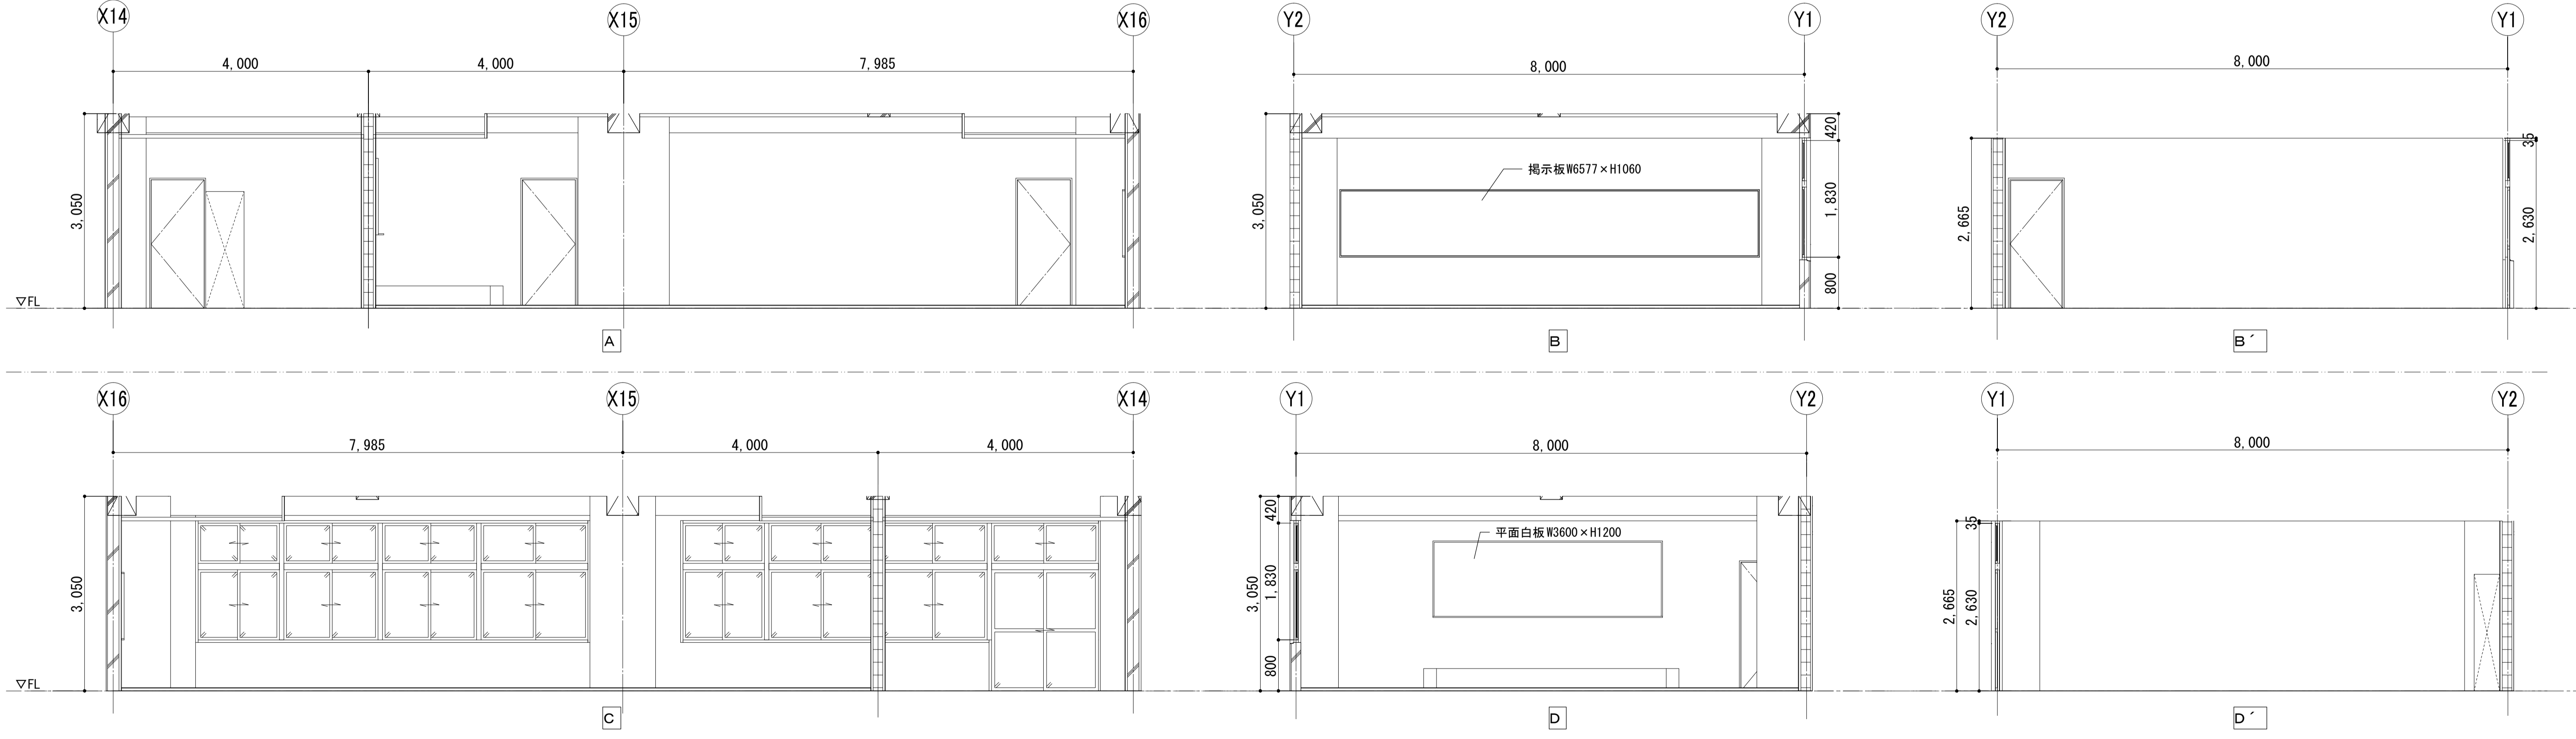 X14 X15 X16
4,000 4,000 7,985
3,050
▽FL
A
Y2 Y1
8,000
3,050
掲示板W6577×H1060
420
1,830
800
B
Y2 Y1
8,000
2,665
35
2,630
B´
X16 X15 X14
7,985 4,000 4,000
3,050
▽FL
C
Y1 Y2
8,000
3,050
420
1,830
800
平面白板W3600×H1200
D
Y1 Y2
8,000
2,665
35
2,630
D´